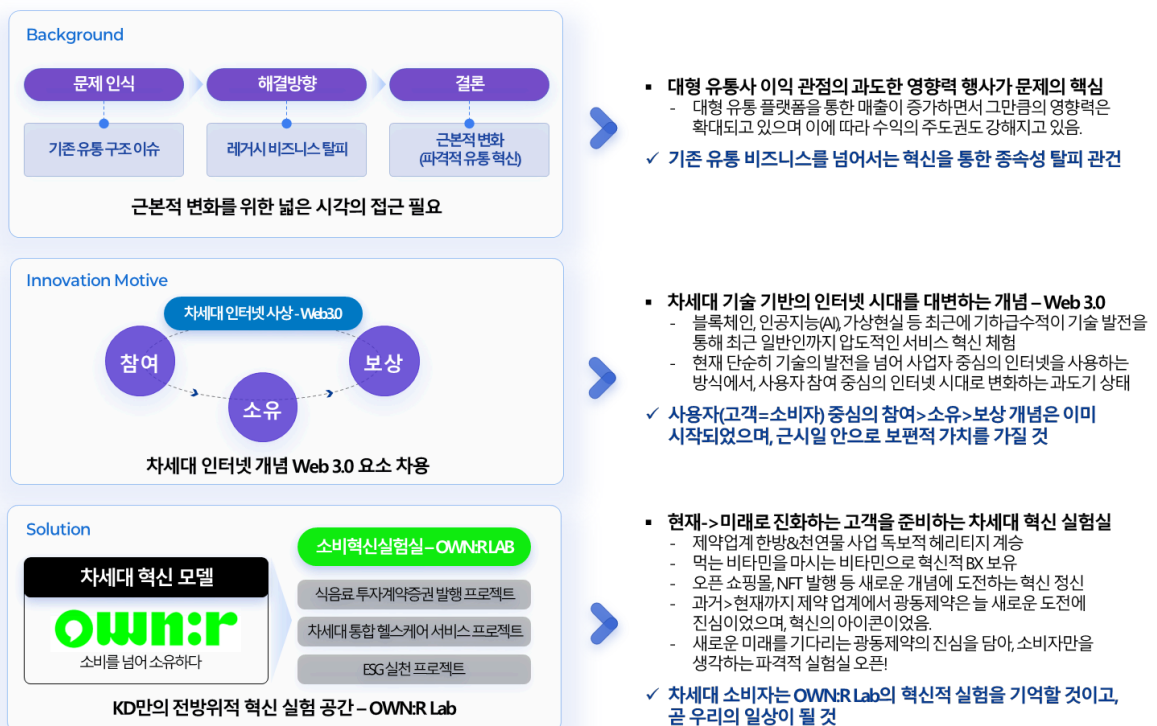 Background
문제 인식
해결방향
결론
기존 유통 구조 이슈
레거시 비즈니스 탈피
근본적 변화
(파격적 유통 혁신)
근본적 변화를 위한 넓은 시각의 접근 필요
▪ 대형 유통사 이익 관점의 과도한 영향력 행사가 문제의 핵심
- 대형 유통 플랫폼을 통한 매출이 증가하면서 그만큼의 영향력은
확대되고 있으며 이에 따라 수익의 주도권도 강해지고 있음.
✓ 기존 유통 비즈니스를 넘어서는 혁신을 통한 종속성 탈피 관건
Innovation Motive
차세대 인터넷 사상 - Web3.0
참여
보상
소유
차세대 인터넷 개념 Web 3.0 요소 차용
▪ 차세대 기술 기반의 인터넷 시대를 대변하는 개념 – Web 3.0
- 블록체인, 인공지능(AI), 가상현실 등 최근에 기하급수적이 기술 발전을
통해 최근 일반인까지 압도적인 서비스 혁신 체험
- 현재 단순히 기술의 발전을 넘어 사업자 중심의 인터넷을 사용하는
방식에서, 사용자 참여 중심의 인터넷 시대로 변화하는 과도기 상태
✓ 사용자(고객=소비자) 중심의 참여>소유>보상 개념은 이미
시작되었으며, 근시일 안으로 보편적 가치를 가질 것
Solution
차세대 혁신 모델
own:r
소비를 넘어 소유하다
소비혁신실험실 – OWN:R LAB
식음료 투자계약증권 발행 프로젝트
차세대 통합 헬스케어 서비스 프로젝트
ESG 실천 프로젝트
KD만의 전방위적 혁신 실험 공간 – OWN:R Lab
▪ 현재->미래로 진화하는 고객을 준비하는 차세대 혁신 실험실
- 제약업계 한방&천연물 사업 독보적 헤리티지 계승
- 먹는 비타민을 마시는 비타민으로 혁신적 BX 보유
- 오픈 쇼핑몰, NFT 발행 등 새로운 개념에 도전하는 혁신 정신
- 과거>현재까지 제약 업계에서 광동제약은 늘 새로운 도전에
진심이었으며, 혁신의 아이콘이었음.
- 새로운 미래를 기다리는 광동제약의 진심을 담아, 소비자만을
생각하는 파격적 실험실 오픈!
✓ 차세대 소비자는 OWN:R Lab의 혁신적 실험을 기억할 것이고,
곧 우리의 일상이 될 것